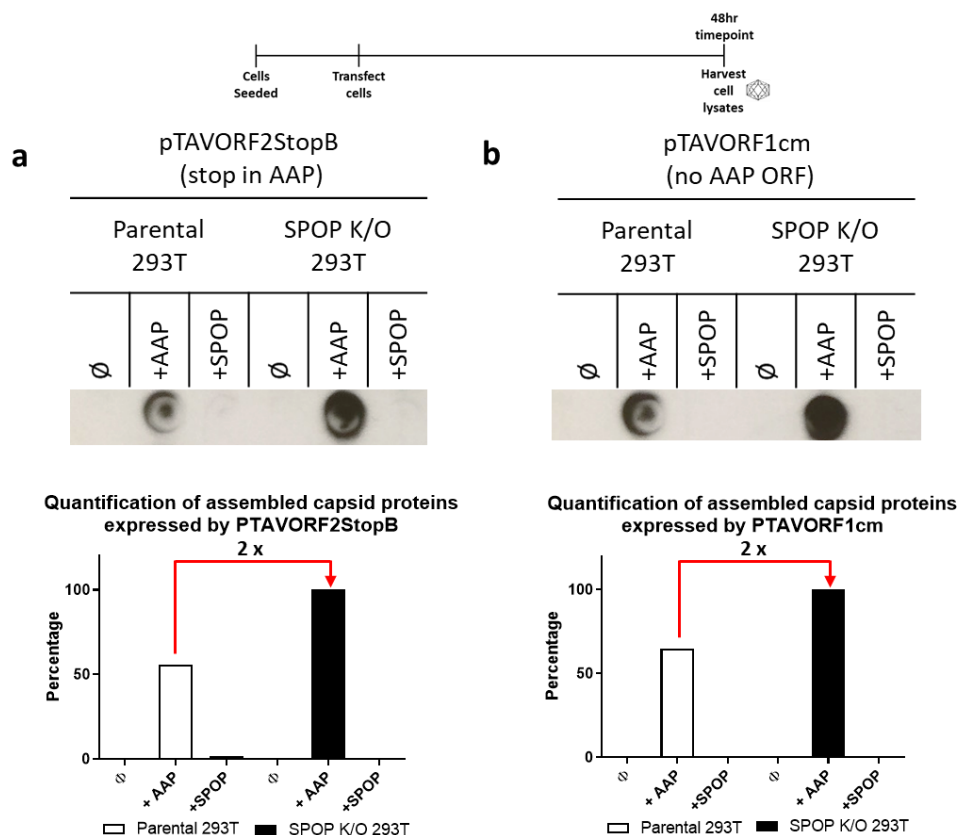 48hr
timepoint
Cells
Seeded
Transfect
cells
Harvest
cell
lysates
a
pTAVORF2StopB
(stop in AAP)
Parental
293T
SPOP K/O
293T
Ø
+AAP
+SPOP
Ø
+AAP
+SPOP
Quantification of assembled capsid proteins
expressed by PTAVORF2StopB
2 x
Percentage
100
50
0
Φ
+ AAP
+SPOP
Φ
+ AAP
+SPOP
Parental 293T
SPOP K/O 293T
b
pTAVORF1cm
(no AAP ORF)
Parental
293T
SPOP K/O
293T
Ø
+AAP
+SPOP
Ø
+AAP
+SPOP
Quantification of assembled capsid proteins
expressed by PTAVORF1cm
2 x
Percentage
100
50
0
Φ
+ AAP
+SPOP
Φ
+ AAP
+SPOP
Parental 293T
SPOP K/O 293T